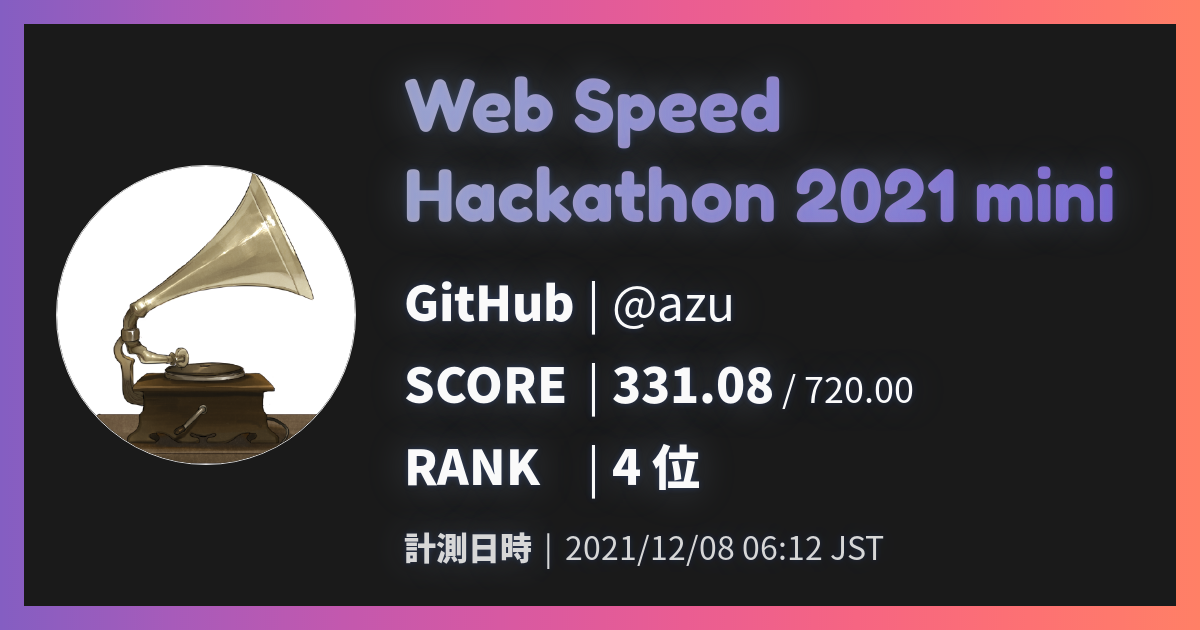 Web Speed
Hackathon 2021 mini
GitHub | @azu
SCORE | 331.08 / 720.00
RANK | 4 位
計測日時 | 2021/12/08 06:12 JST